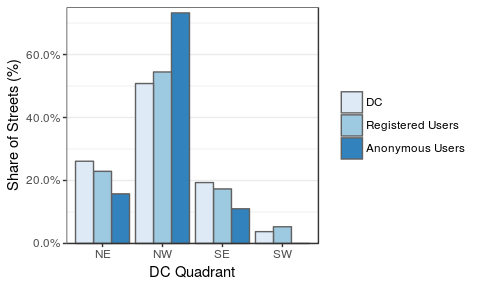 Share of Streets (%)
60.0%
40.0%
20.0%
0.0%
NE NW SE SW
DC Quadrant
DC
Registered Users
Anonymous Users